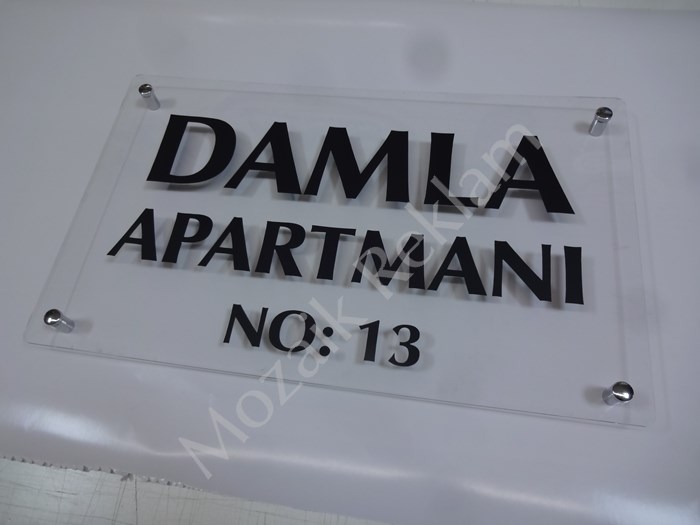 DAMLA
APARTMANI
NO: 13
Mozaik Reklam